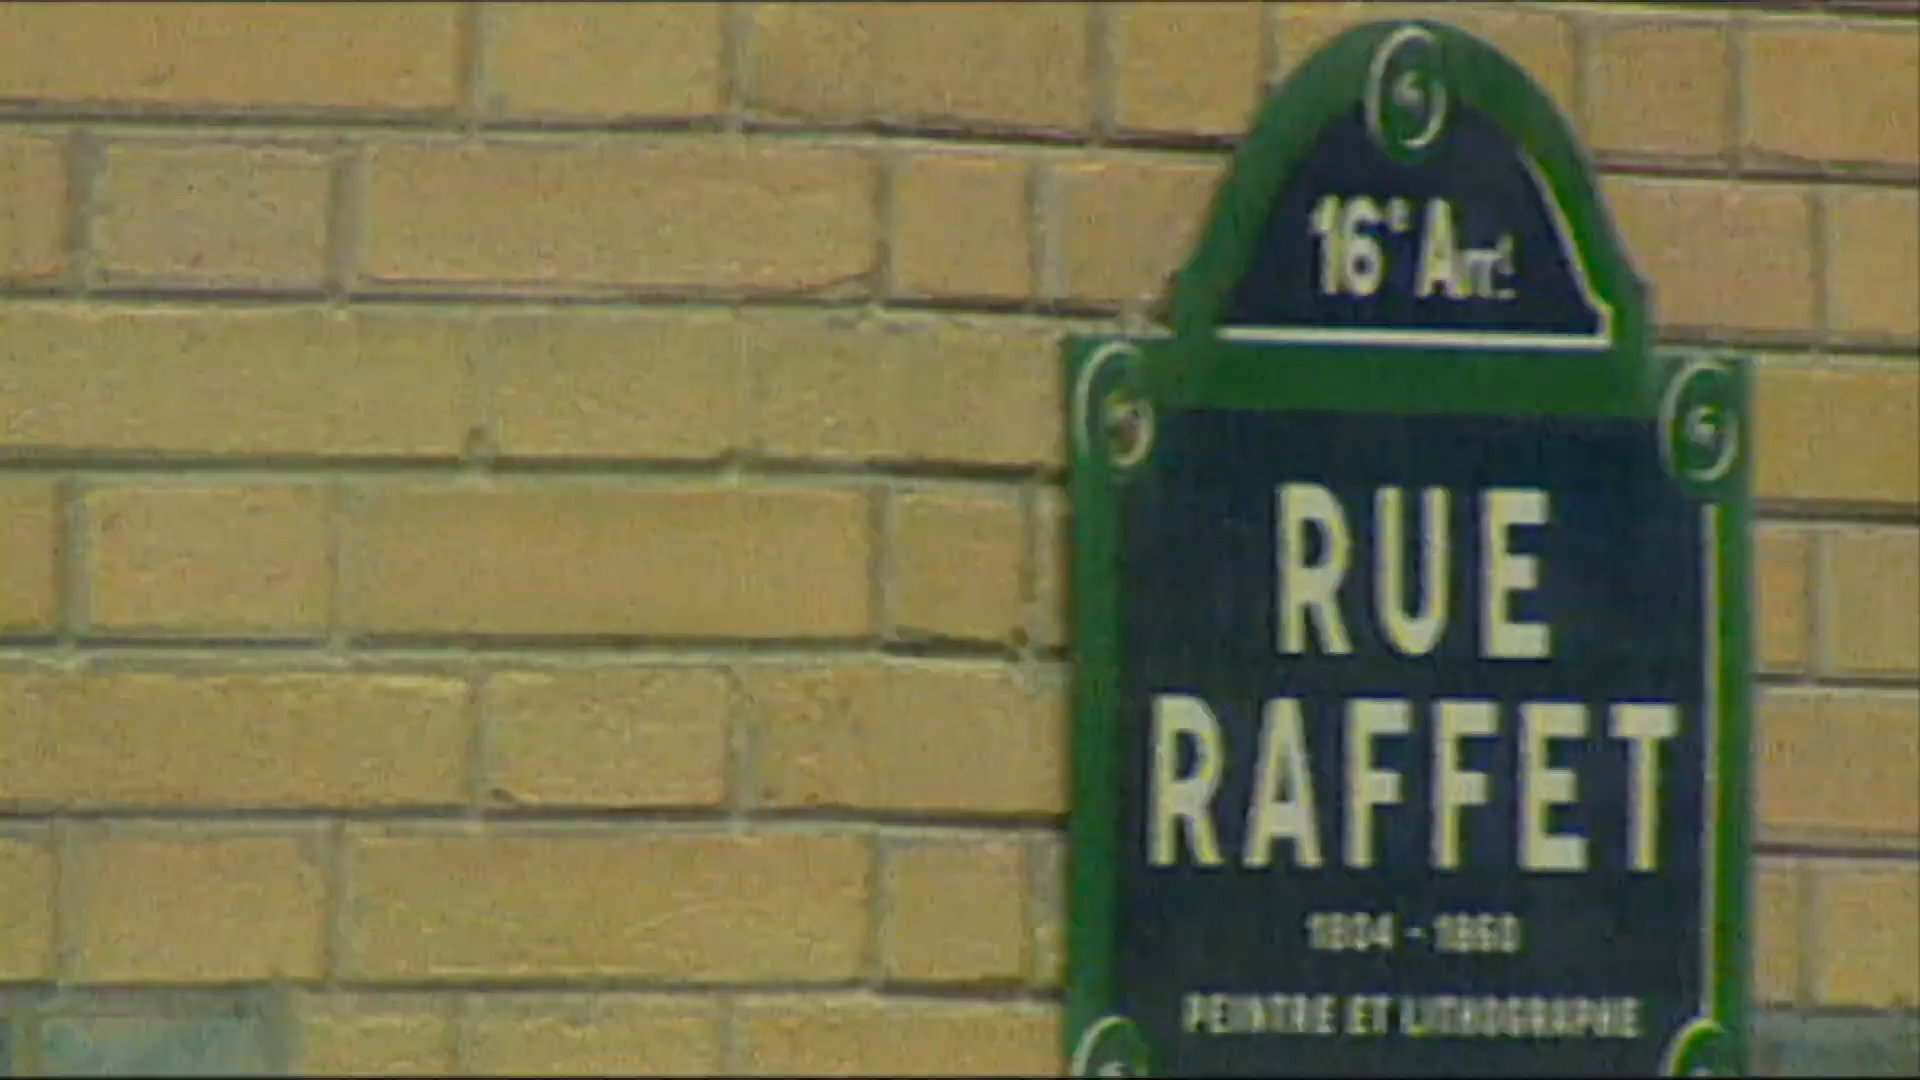 16e Arrt
RUE
RAFFET
1804 - 1860
PEINTRE ET LITHOGRAPHE